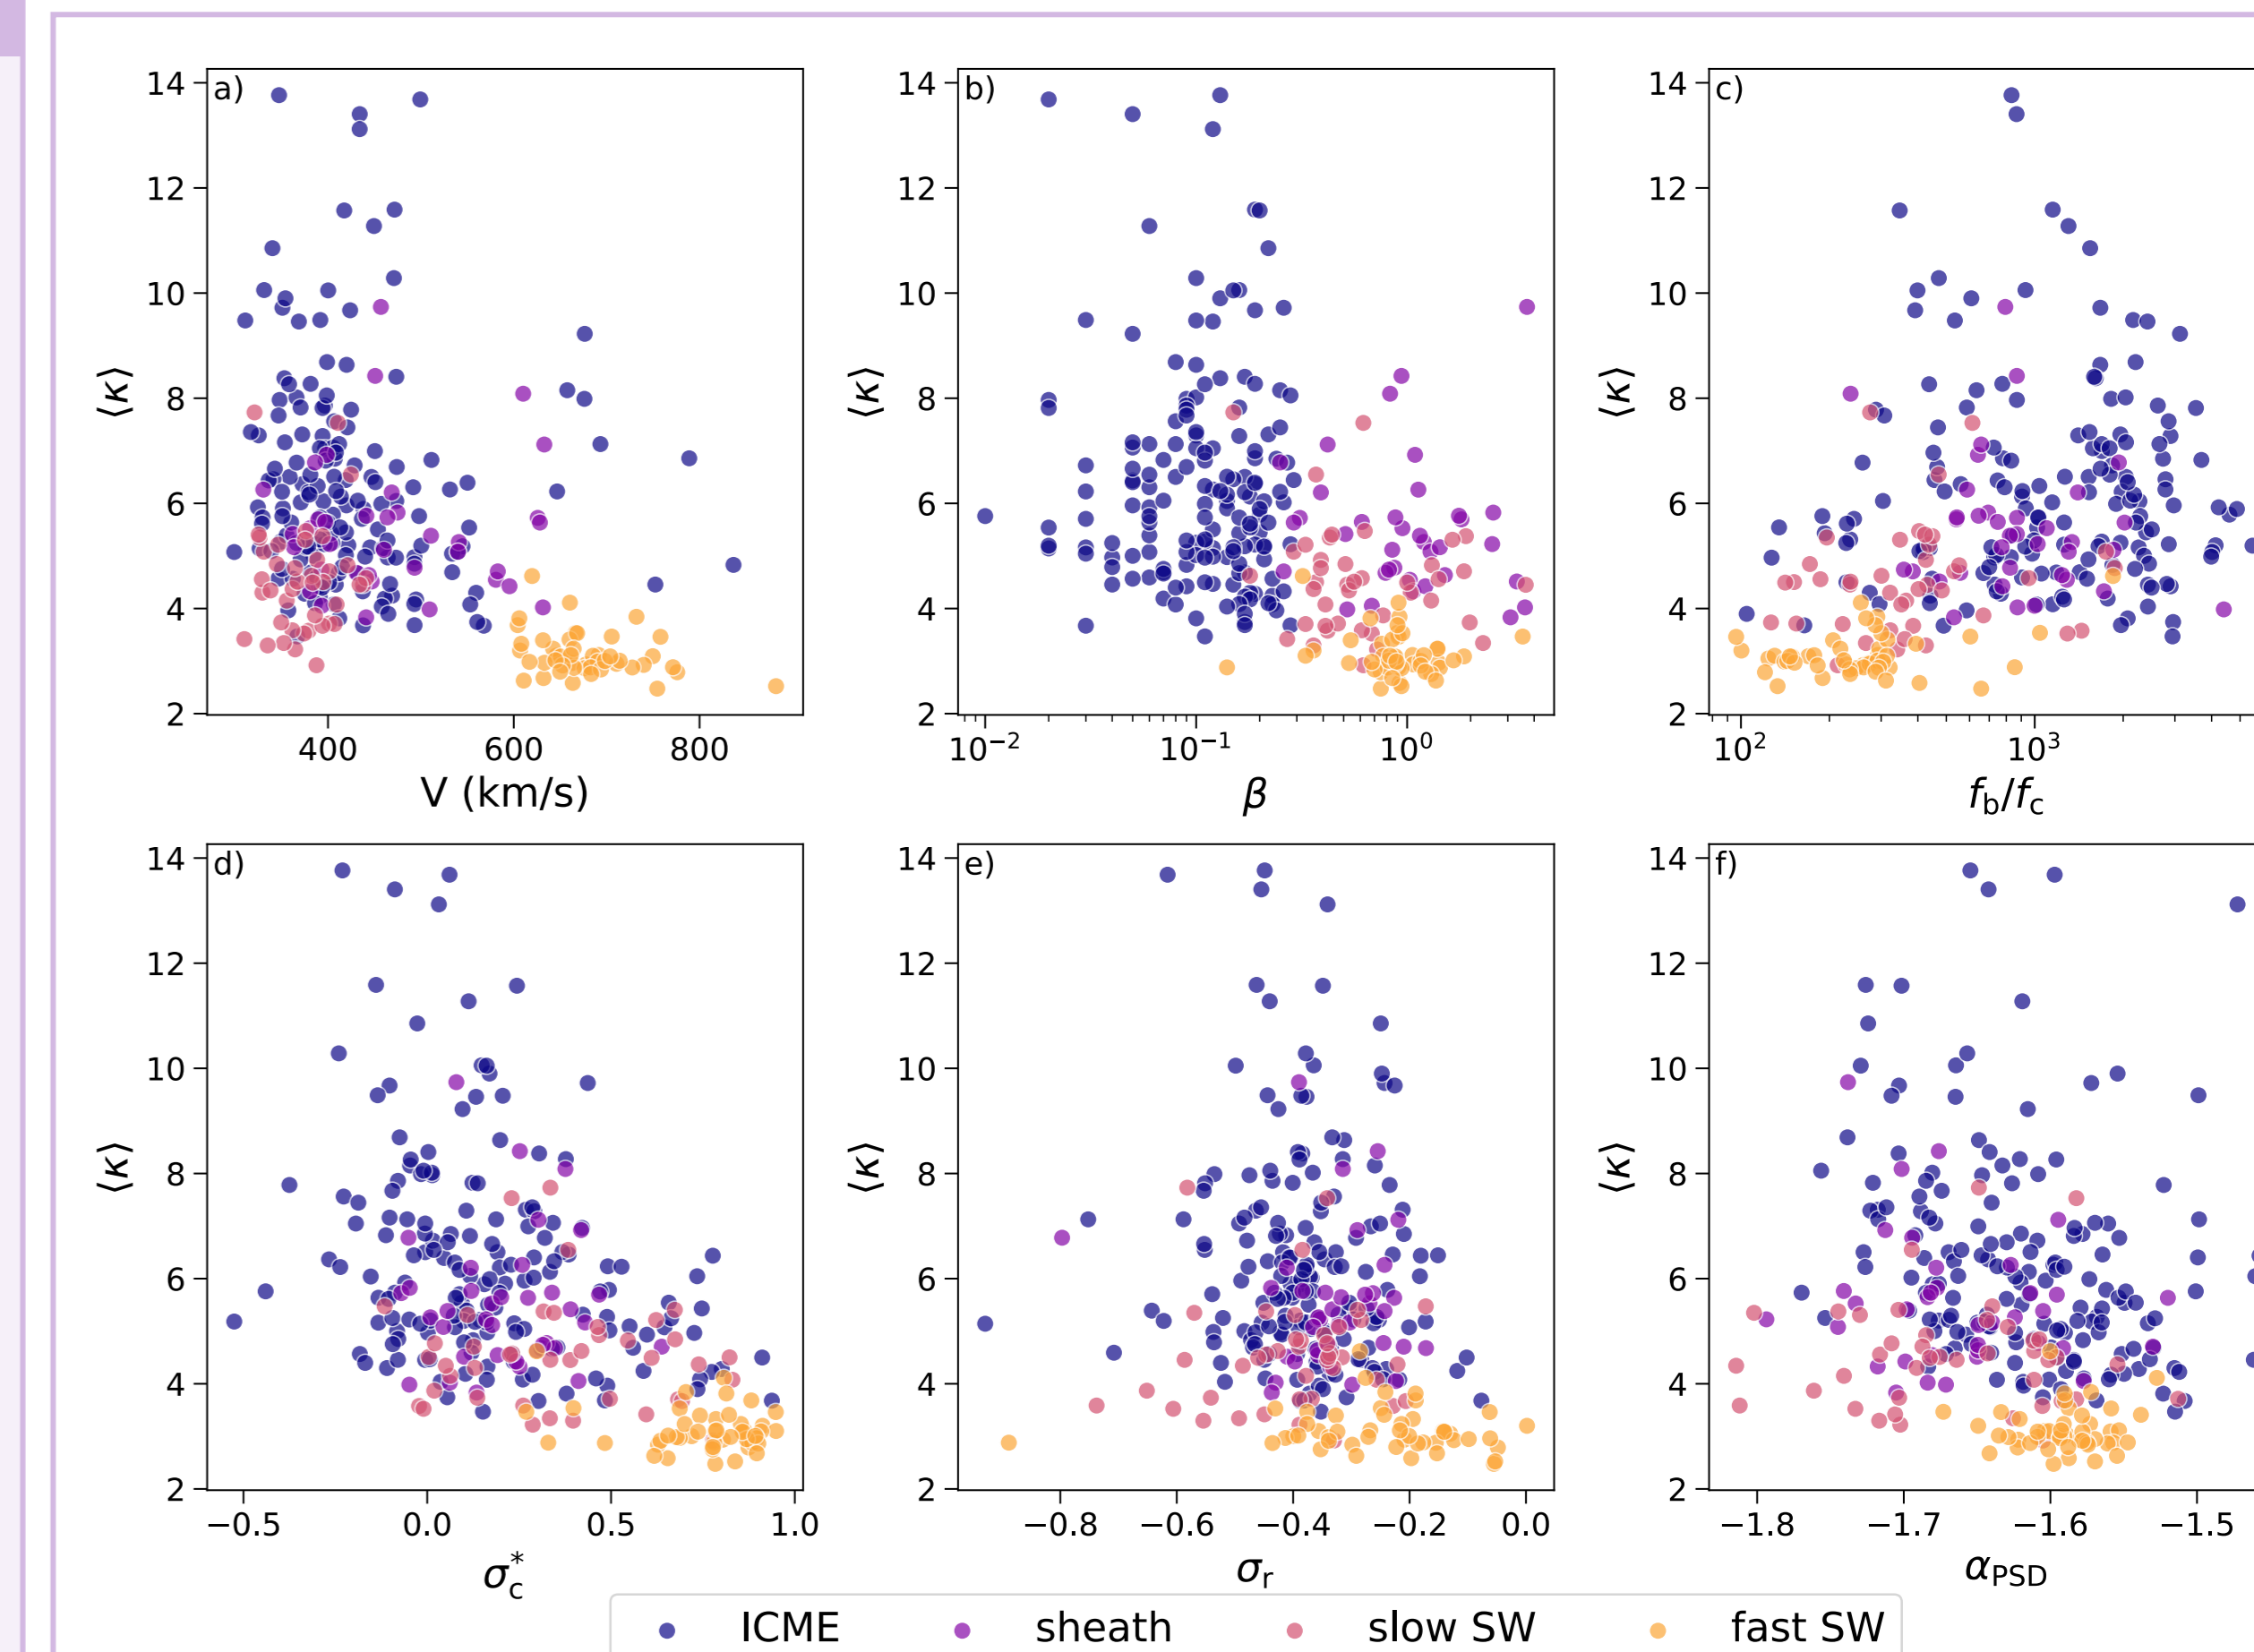 a)
14
12
10
8
6
4
2
⟨κ⟩
400 600 800
V (km/s)
b)
14
12
10
8
6
4
2
⟨κ⟩
10⁻² 10⁻¹ 10⁰
β
c)
14
12
10
8
6
4
2
⟨κ⟩
10² 10³
f_b/f_c
d)
14
12
10
8
6
4
2
⟨κ⟩
−0.5 0.0 0.5 1.0
σ*_c
e)
14
12
10
8
6
4
2
⟨κ⟩
−0.8 −0.6 −0.4 −0.2 0.0
σ_r
f)
14
12
10
8
6
4
2
⟨κ⟩
−1.8 −1.7 −1.6 −1.5
α_PSD
ICME sheath slow SW fast SW